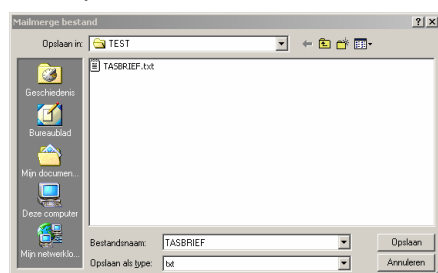 Mailmerge bestand
Opslaan in: TEST
TASBRIEF.txt
Geschiedenis
Bureaublad
Mijn documen...
Deze computer
Mijn netwerklo...
Bestandsnaam: TASBRIEF Opslaan
Opslaan als type: txt Annuleren